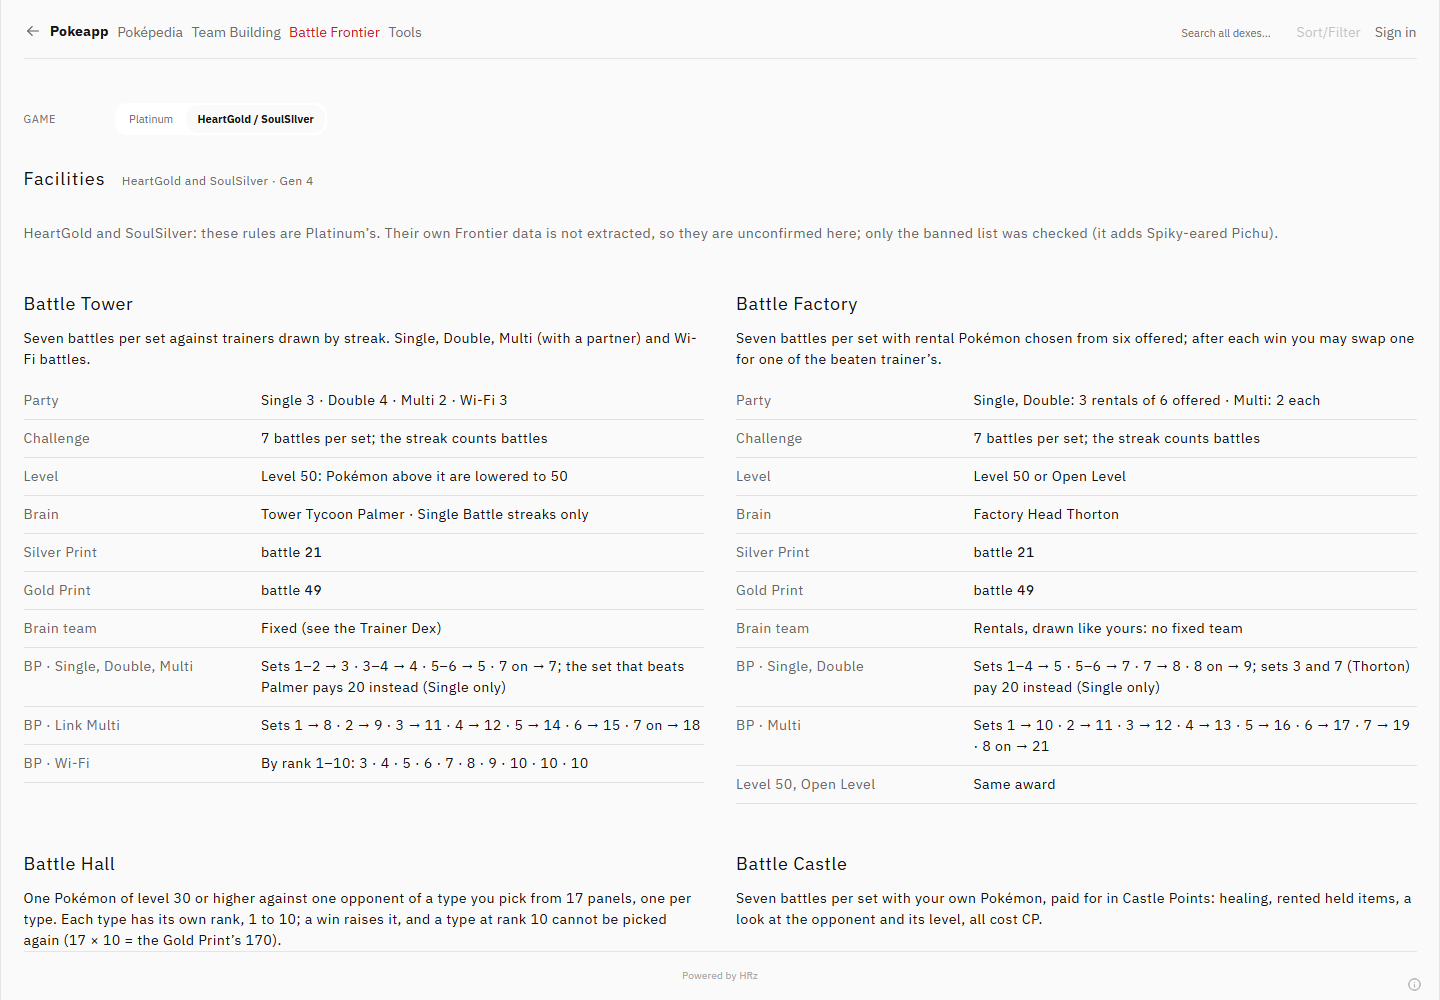 ← Pokeapp Poképedia Team Building Battle Frontier Tools Search all dexes... Sort/Filter Sign in
GAME Platinum HeartGold / SoulSilver
Facilities HeartGold and SoulSilver · Gen 4
HeartGold and SoulSilver: these rules are Platinum’s. Their own Frontier data is not extracted, so they are unconfirmed here; only the banned list was checked (it adds Spiky-eared Pichu).
Battle Tower
Seven battles per set against trainers drawn by streak. Single, Double, Multi (with a partner) and Wi-
Fi battles.
Party Single 3 · Double 4 · Multi 2 · Wi-Fi 3
Challenge 7 battles per set; the streak counts battles
Level Level 50: Pokémon above it are lowered to 50
Brain Tower Tycoon Palmer · Single Battle streaks only
Silver Print battle 21
Gold Print battle 49
Brain team Fixed (see the Trainer Dex)
BP · Single, Double, Multi Sets 1–2 → 3 · 3–4 → 4 · 5–6 → 5 · 7 on → 7; the set that beats
Palmer pays 20 instead (Single only)
BP · Link Multi Sets 1 → 8 · 2 → 9 · 3 → 11 · 4 → 12 · 5 → 14 · 6 → 15 · 7 on → 18
BP · Wi-Fi By rank 1–10: 3 · 4 · 5 · 6 · 7 · 8 · 9 · 10 · 10 · 10
Battle Factory
Seven battles per set with rental Pokémon chosen from six offered; after each win you may swap one
for one of the beaten trainer’s.
Party Single, Double: 3 rentals of 6 offered · Multi: 2 each
Challenge 7 battles per set; the streak counts battles
Level Level 50 or Open Level
Brain Factory Head Thorton
Silver Print battle 21
Gold Print battle 49
Brain team Rentals, drawn like yours: no fixed team
BP · Single, Double Sets 1–4 → 5 · 5–6 → 7 · 7 → 8 · 8 on → 9; sets 3 and 7 (Thorton)
pay 20 instead (Single only)
BP · Multi Sets 1 → 10 · 2 → 11 · 3 → 12 · 4 → 13 · 5 → 16 · 6 → 17 · 7 → 19
· 8 on → 21
Level 50, Open Level Same award
Battle Hall
One Pokémon of level 30 or higher against one opponent of a type you pick from 17 panels, one per
type. Each type has its own rank, 1 to 10; a win raises it, and a type at rank 10 cannot be picked
again (17 × 10 = the Gold Print’s 170).
Battle Castle
Seven battles per set with your own Pokémon, paid for in Castle Points: healing, rented held items, a
look at the opponent and its level, all cost CP.
Powered by HRz